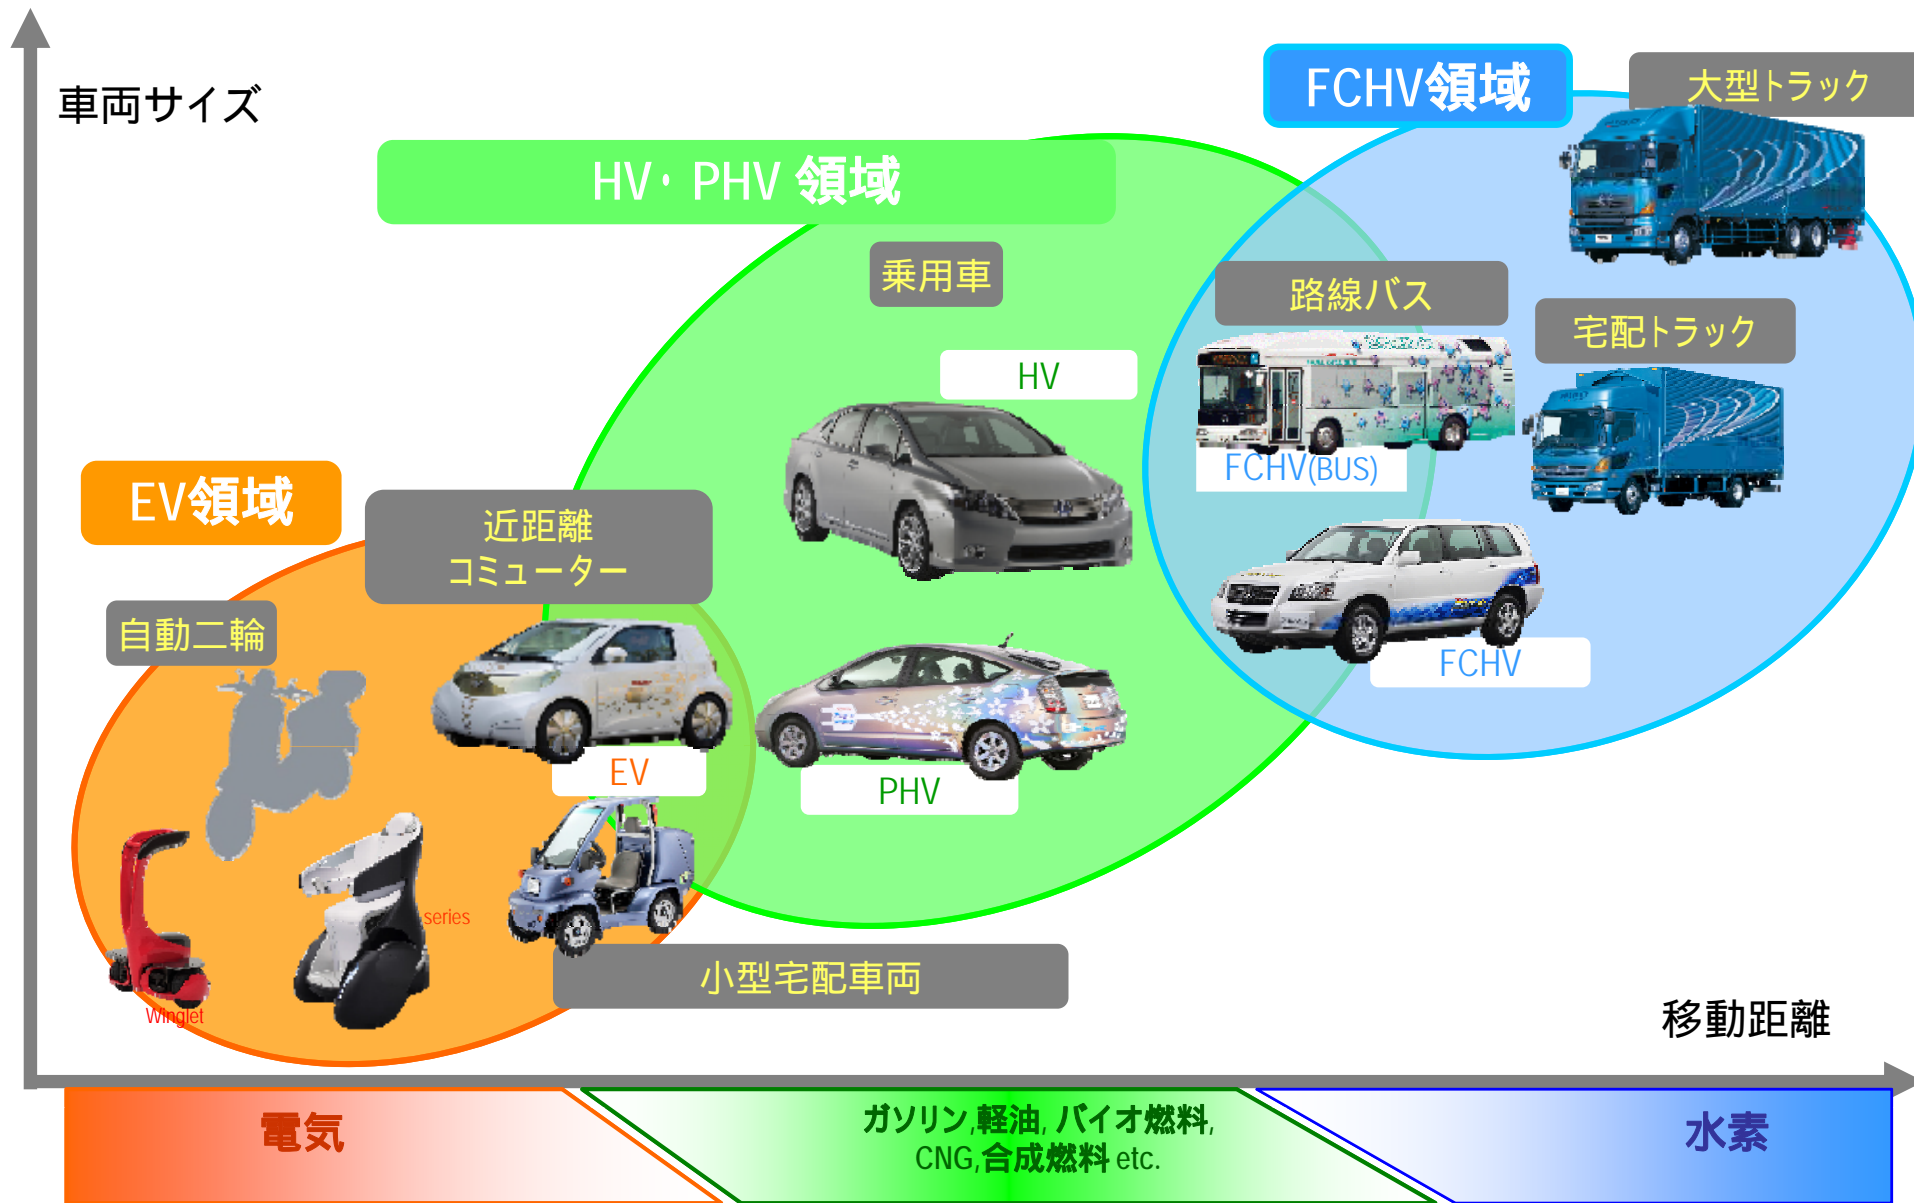 車両サイズ
FCHV領域
大型トラック
HV・PHV 領域
乗用車
路線バス
宅配トラック
HV
FCHV(BUS)
EV領域
近距離
コミューター
自動二輪
FCHV
EV
PHV
series
Winglet
小型宅配車両
移動距離
電気
ガソリン,軽油, バイオ燃料,
CNG,合成燃料 etc.
水素